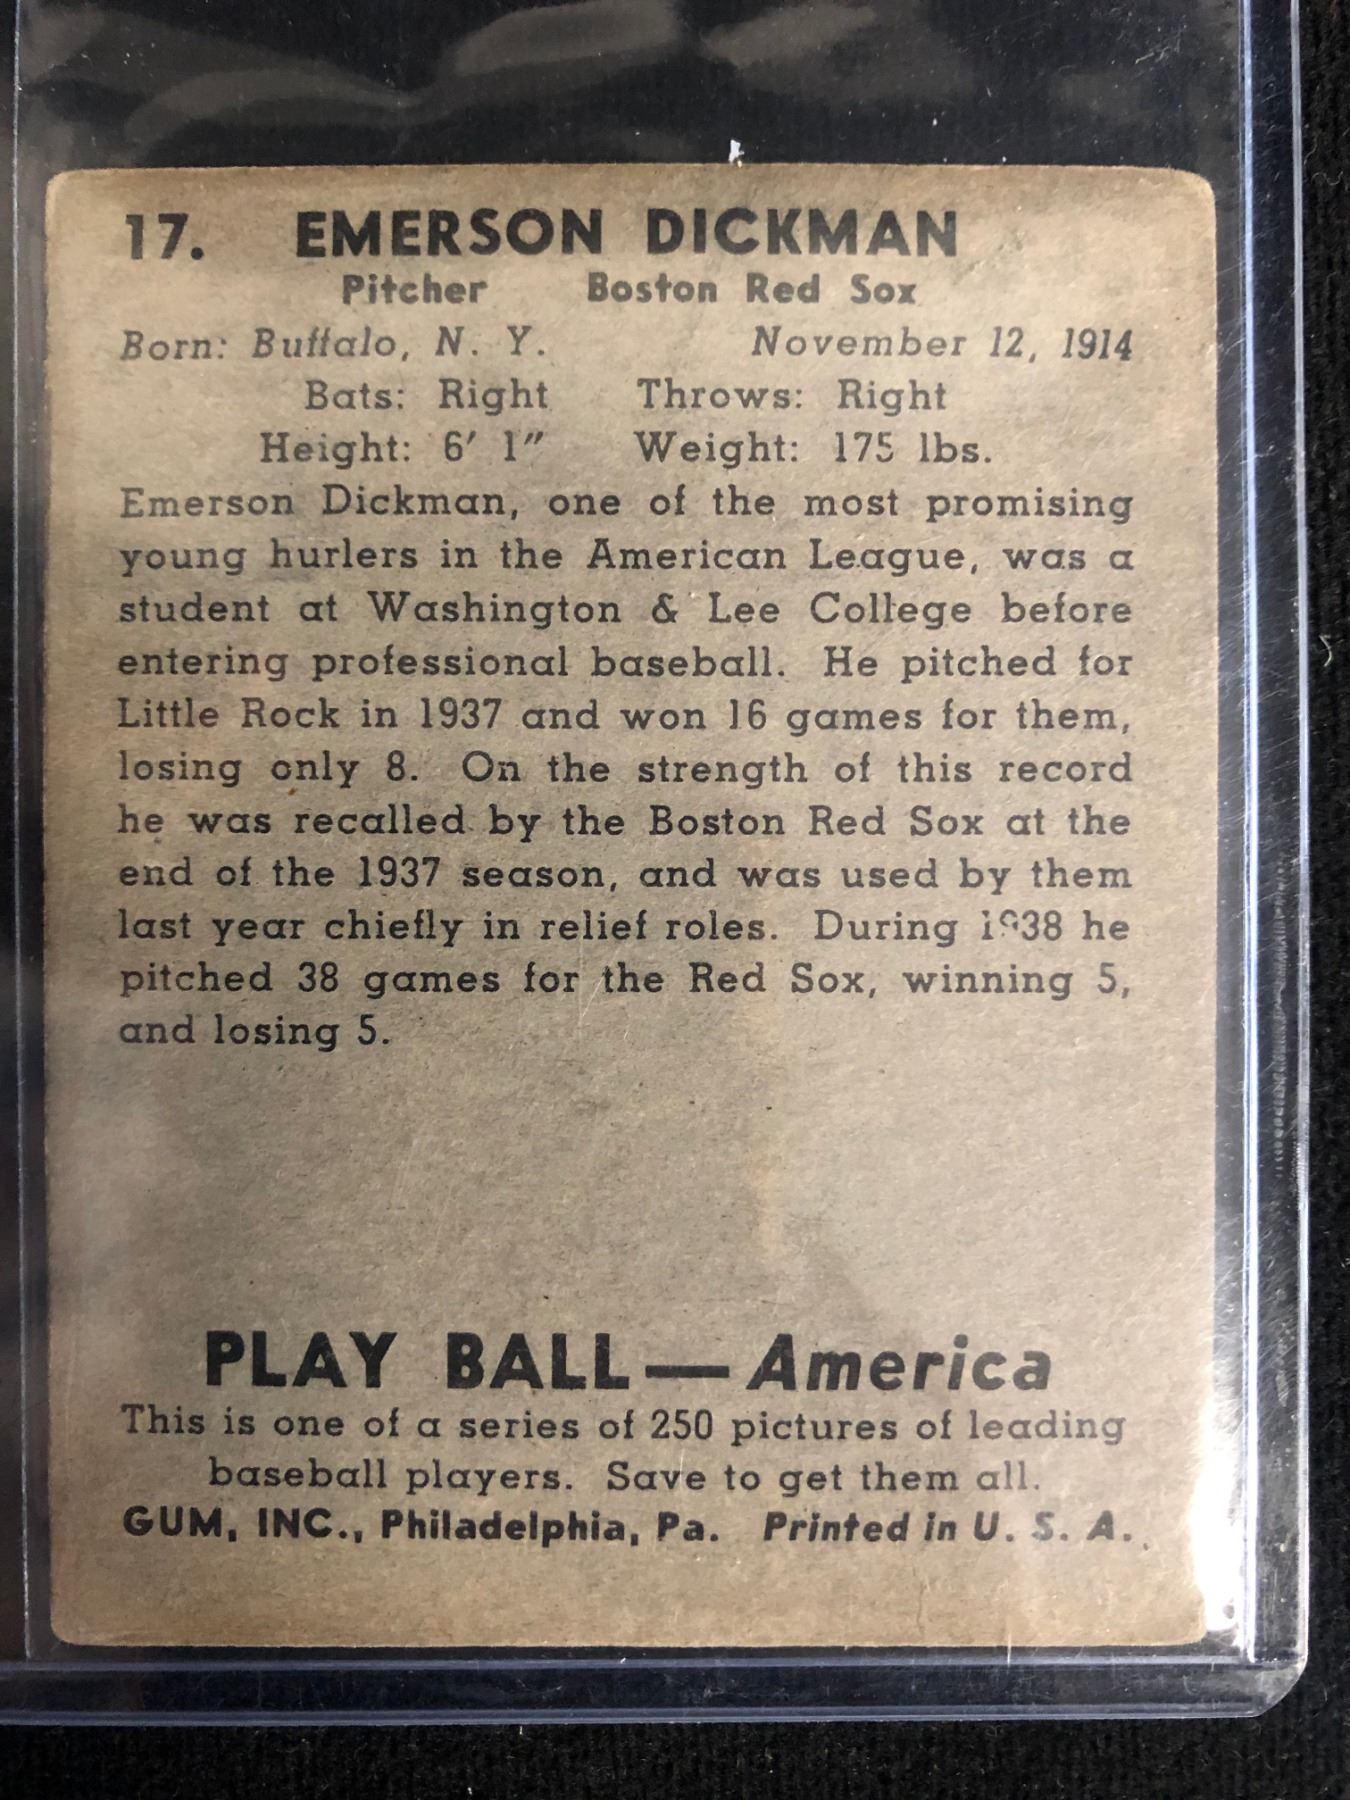 17. EMERSON DICKMAN
Pitcher Boston Red Sox
Born: Buffalo, N. Y. November 12, 1914
Bats: Right Throws: Right
Height: 6' 1" Weight: 175 lbs.
Emerson Dickman, one of the most promising
young hurlers in the American League, was a
student at Washington & Lee College before
entering professional baseball. He pitched for
Little Rock in 1937 and won 16 games for them,
losing only 8. On the strength of this record
he was recalled by the Boston Red Sox at the
end of the 1937 season, and was used by them
last year chiefly in relief roles. During 1938 he
pitched 38 games for the Red Sox, winning 5,
and losing 5.
PLAY BALL—America
This is one of a series of 250 pictures of leading
baseball players. Save to get them all.
GUM, INC., Philadelphia, Pa. Printed in U. S. A.